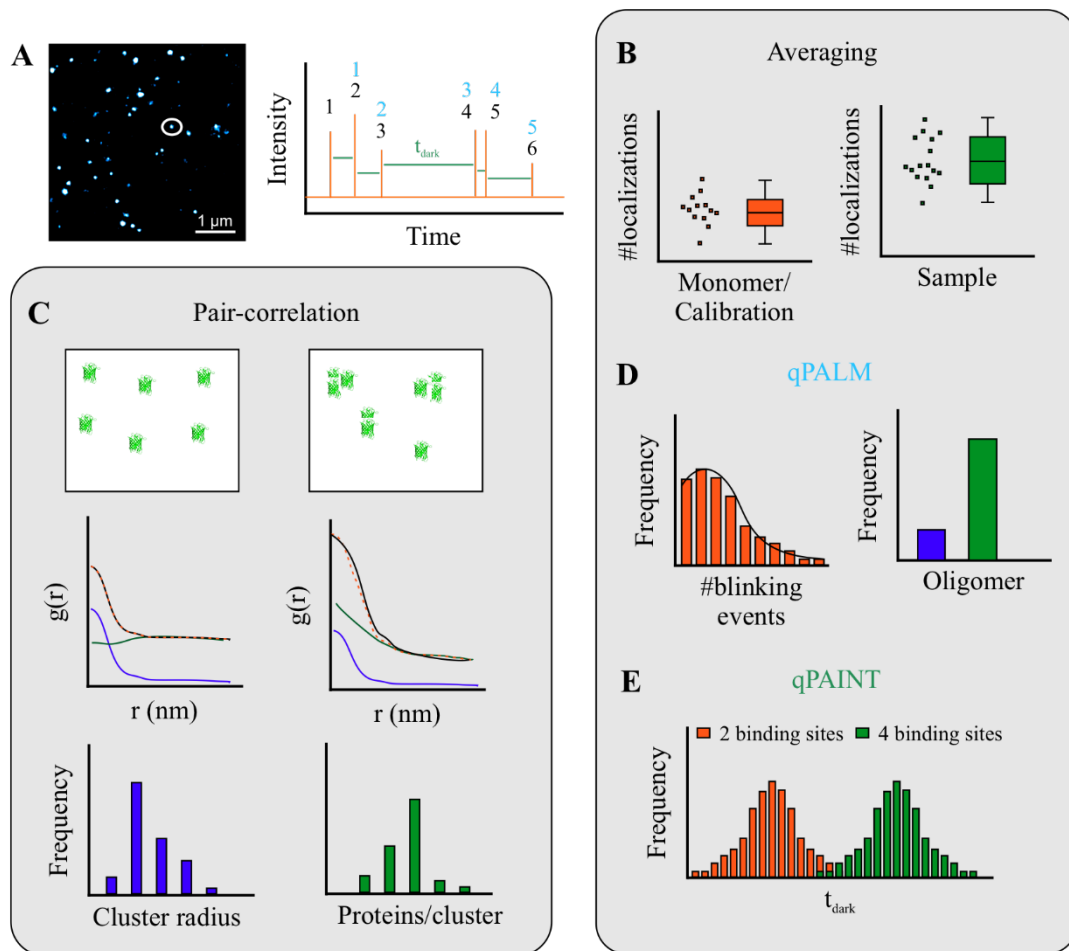 A
1 µm
Intensity
1
2
3
4
5
1
2
3
4
5
6
t_dark
Time
B
Averaging
#localizations
Monomer/
Calibration
#localizations
Sample
C
Pair-correlation
g(r)
r (nm)
g(r)
r (nm)
Frequency
Cluster radius
Proteins/cluster
D
qPALM
Frequency
#blinking
events
Frequency
Oligomer
E
qPAINT
2 binding sites
4 binding sites
Frequency
t_dark